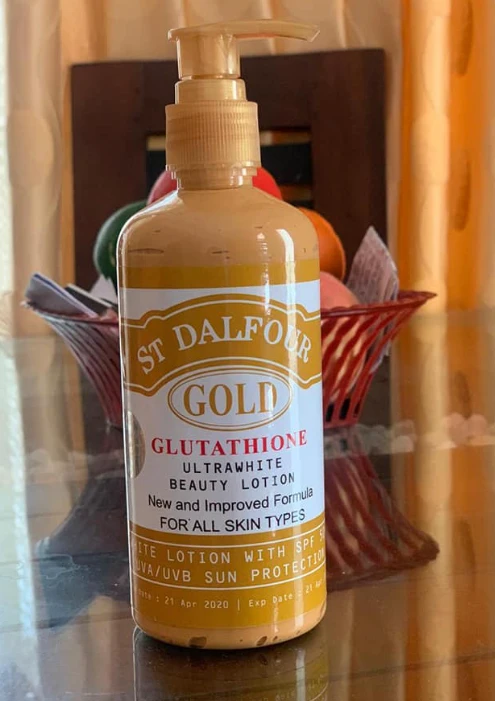 ST DALFOUR
GOLD
GLUTATHIONE
ULTRAWHITE
BEAUTY LOTION
New and Improved Formula
FOR ALL SKIN TYPES
LOTION WITH SPF
UVA/UVB SUN PROTECTION
: 21 Apr 2020 | Exp Date : 21